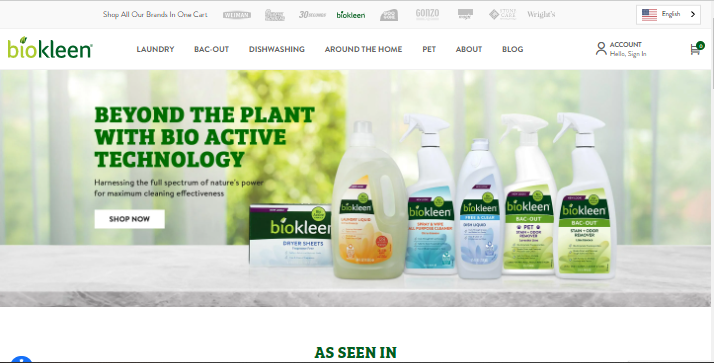 Shop All Our Brands In One Cart WEIMAN 30 SECONDS biokleen GONZO Wright's English
biokleen
LAUNDRY BAC-OUT DISHWASHING AROUND THE HOME PET ABOUT BLOG
ACCOUNT
Hello, Sign In
BEYOND THE PLANT
WITH BIO ACTIVE
TECHNOLOGY
Harnessing the full spectrum of nature's power
for maximum cleaning effectiveness
SHOP NOW
biokleen
DRYER SHEETS
biokleen
LAUNDRY LIQUID
biokleen
SPRAY & WIPE
ALL-PURPOSE CLEANER
biokleen
FREE & CLEAR
DISH LIQUID
biokleen
BAC-OUT
PET
STAIN + ODOR
REMOVER
biokleen
BAC-OUT
STAIN + ODOR
REMOVER
AS SEEN IN